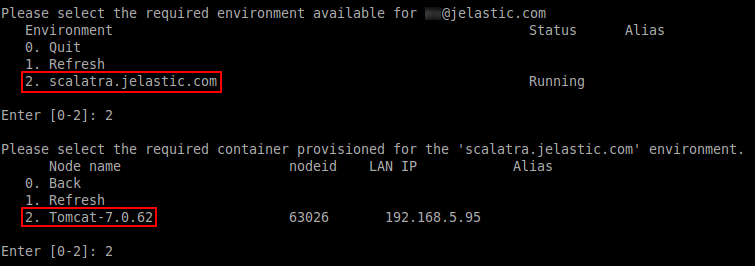 Please select the required environment available for @jelastic.com
Environment Status Alias
0. Quit
1. Refresh
2. scalatra.jelastic.com Running
Enter [0-2]: 2
Please select the required container provisioned for the 'scalatra.jelastic.com' environment.
Node name nodeid LAN IP Alias
0. Back
1. Refresh
2. Tomcat-7.0.62 63026 192.168.5.95
Enter [0-2]: 2